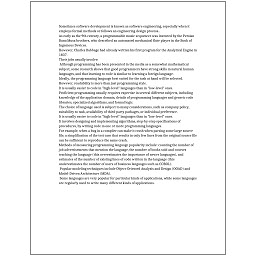 Sometimes software development is known as software engineering, especially when it
employs formal methods or follows an engineering design process.
As early as the 9th century, a programmable music sequencer was invented by the Persian
Banu Musa brothers, who described an automated mechanical flute player in the Book of
Ingenious Devices.
However, Charles Babbage had already written his first program for the Analytical Engine in
1837.
Their jobs usually involve:
Although programming has been presented in the media as a somewhat mathematical
subject, some research shows that good programmers have strong skills in natural human
languages, and that learning to code is similar to learning a foreign language.
Ideally, the programming language best suited for the task at hand will be selected.
However, readability is more than just programming style.
It is usually easier to code in "high-level" languages than in "low-level" ones.
Proficient programming usually requires expertise in several different subjects, including
knowledge of the application domain, details of programming languages and generic code
libraries, specialized algorithms, and formal logic.
The choice of language used is subject to many considerations, such as company policy,
suitability to task, availability of third-party packages, or individual preference.
It is usually easier to code in "high-level" languages than in "low-level" ones.
It involves designing and implementing algorithms, step-by-step specifications of
procedures, by writing code in one or more programming languages.
For example, when a bug in a compiler can make it crash when parsing some large source
file, a simplification of the test case that results in only few lines from the original source file
can be sufficient to reproduce the same crash.
Methods of measuring programming language popularity include: counting the number of
job advertisements that mention the language, the number of books sold and courses
teaching the language (this overestimates the importance of newer languages), and
estimates of the number of existing lines of code written in the language (this
underestimates the number of users of business languages such as COBOL).
Popular modeling techniques include Object-Oriented Analysis and Design (OOAD) and
Model-Driven Architecture (MDA).
Some languages are very popular for particular kinds of applications, while some languages
are regularly used to write many different kinds of applications.